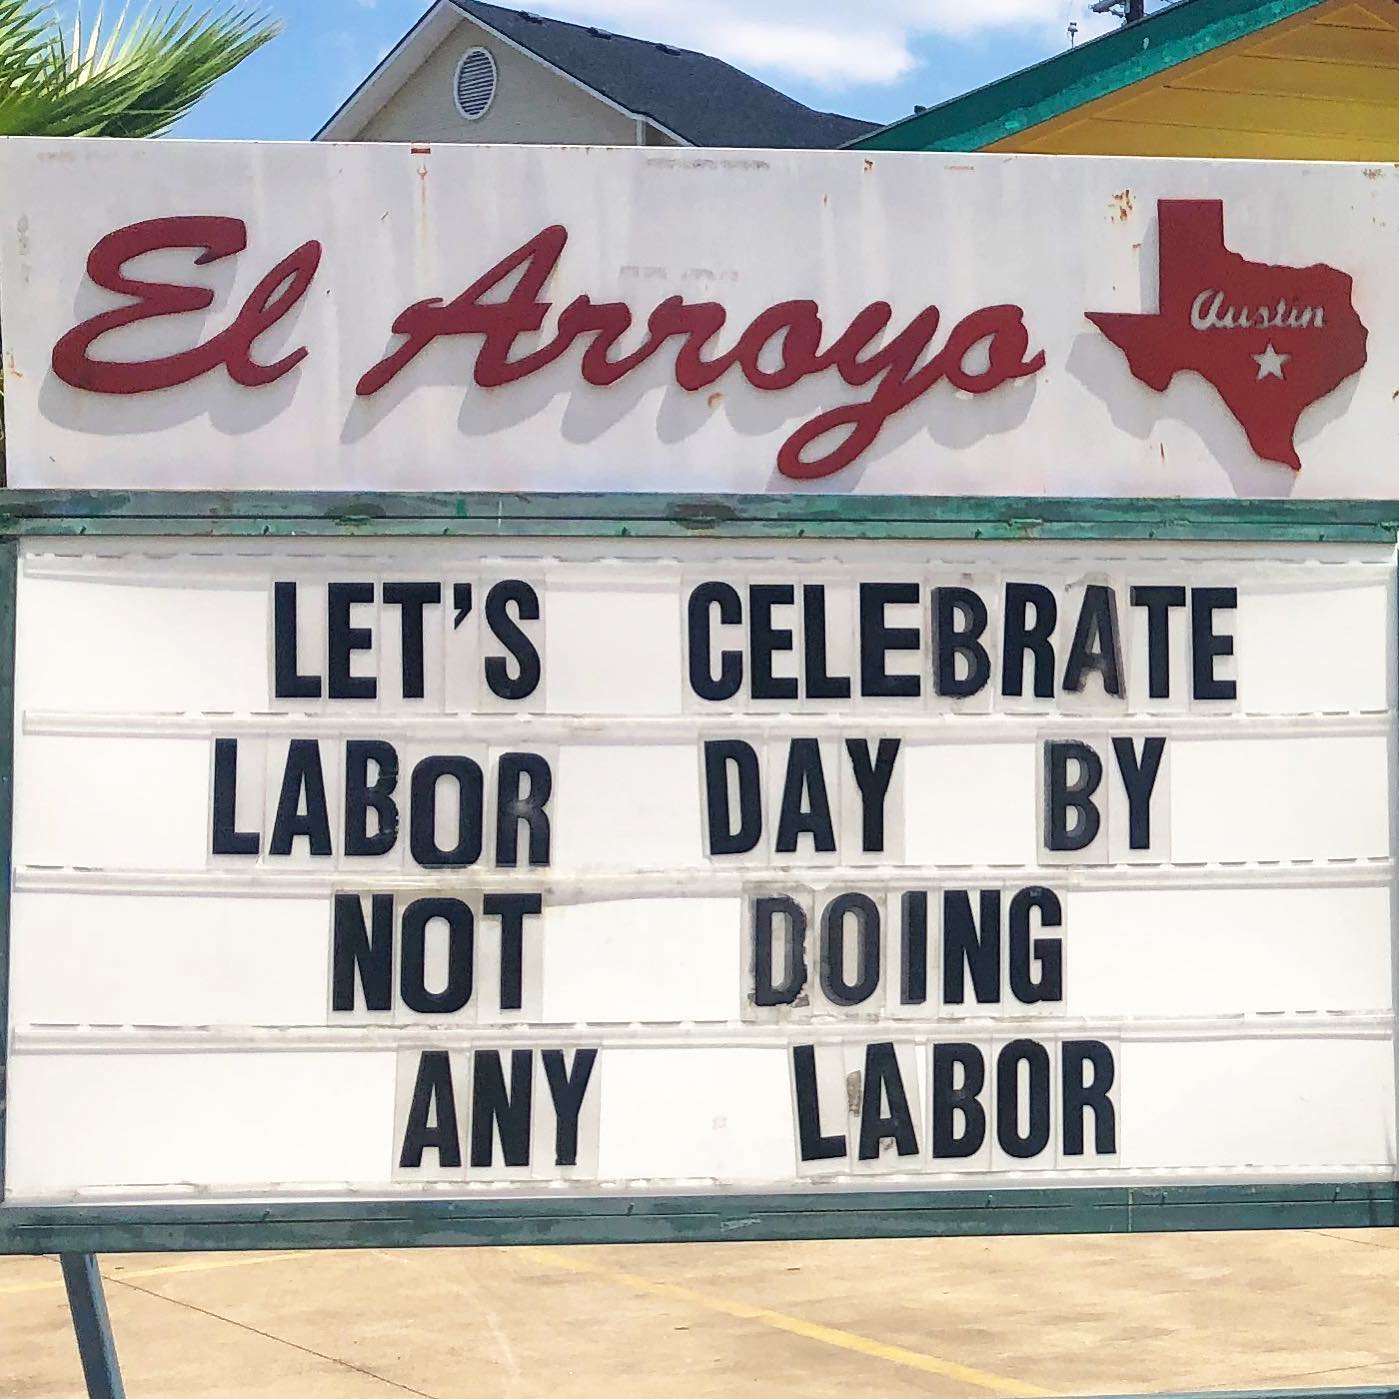 El Arroyo
Austin
LET'S CELEBRATE
LABOR DAY BY
NOT DOING
ANY LABOR